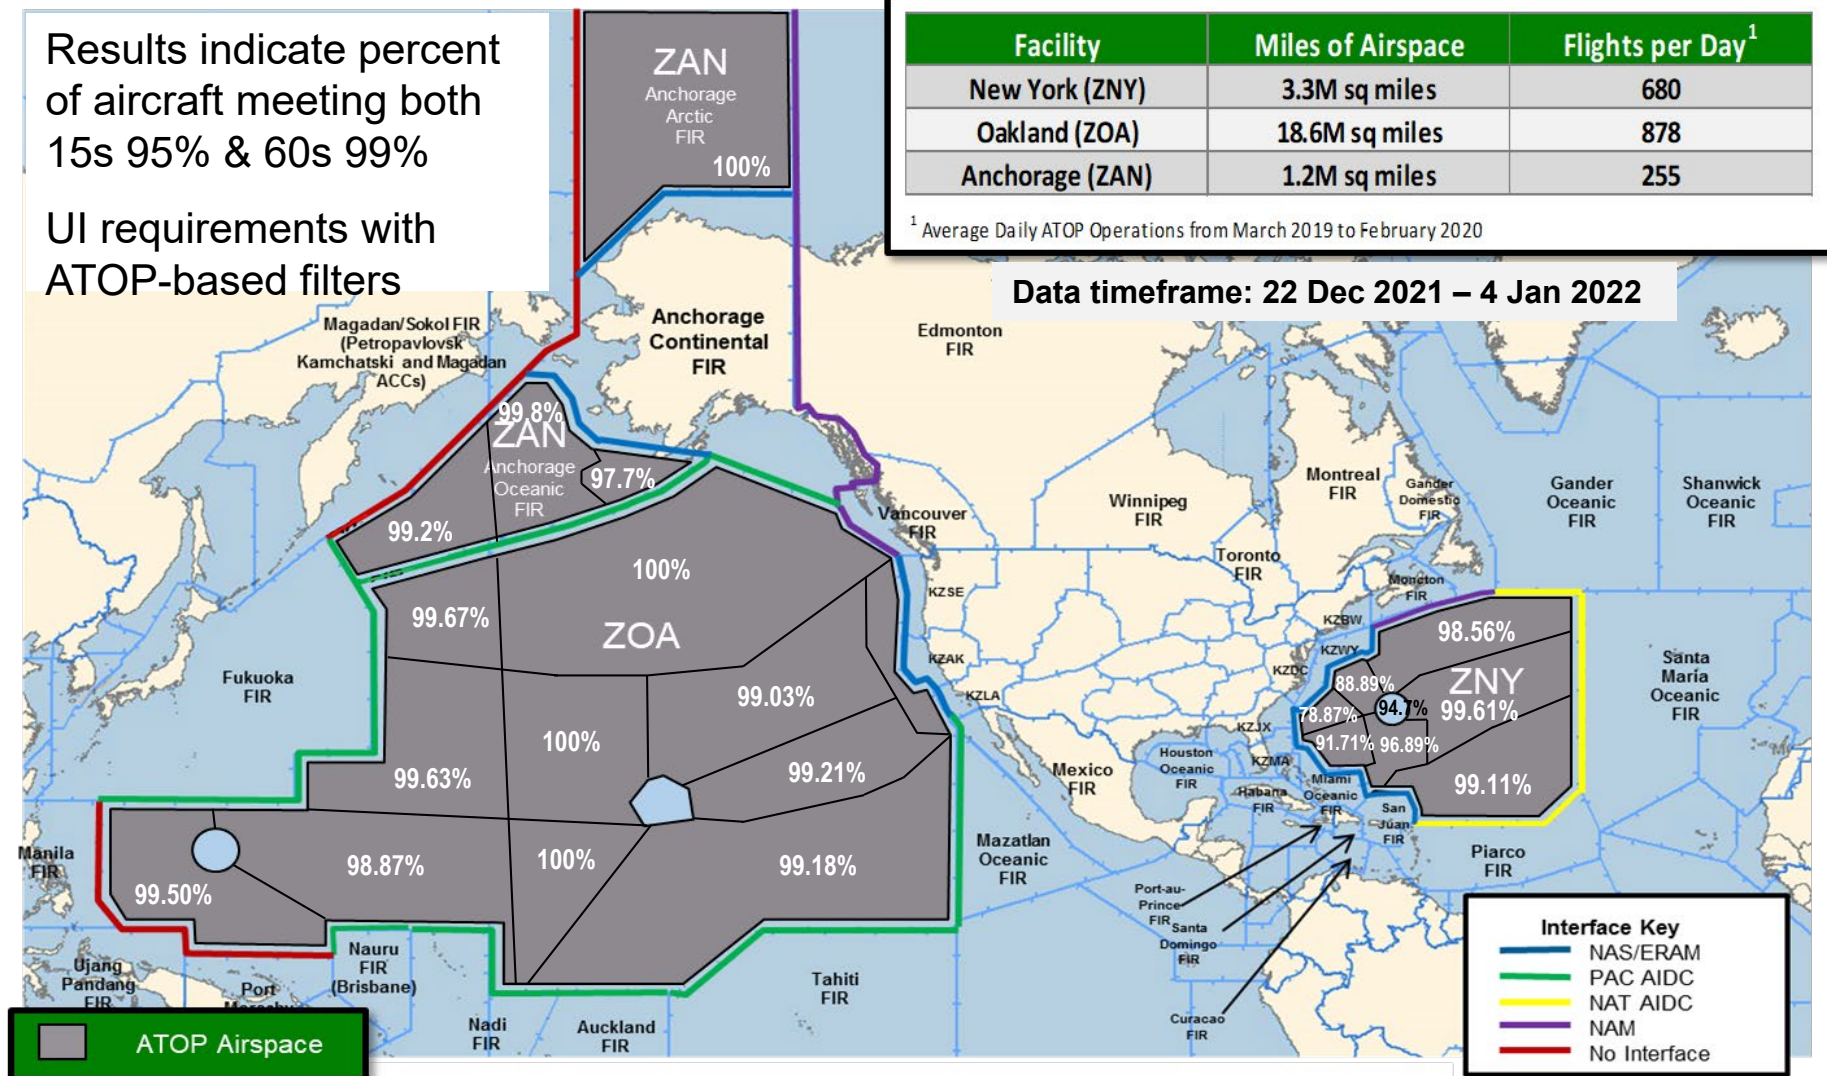 Results indicate percent
of aircraft meeting both
15s 95% & 60s 99%
UI requirements with
ATOP-based filters
Facility Miles of Airspace Flights per Day1
New York (ZNY) 3.3M sq miles 680
Oakland (ZOA) 18.6M sq miles 878
Anchorage (ZAN) 1.2M sq miles 255
1 Average Daily ATOP Operations from March 2019 to February 2020
Data timeframe: 22 Dec 2021 – 4 Jan 2022
ZAN
Anchorage
Arctic
FIR
100%
Magadan/Sokol FIR
(Petropavlovsk
Kamchatski and Magadan
ACCs)
Anchorage
Continental
FIR
Edmonton
FIR
99.8%
ZAN
Anchorage
Oceanic
FIR
97.7%
99.2%
Vancouver
FIR
Winnipeg
FIR
Montreal
FIR
Gander
Domestic
FIR
Gander
Oceanic
FIR
Shanwick
Oceanic
FIR
Toronto
FIR
Moncton
FIR
100%
99.67%
ZOA
99.03%
100%
99.63%
99.21%
98.87%
100%
99.18%
99.50%
Fukuoka
FIR
KZSE
KZAK
KZLA
KZBW
KZWY
KZDC
KZJX
KZMA
98.56%
ZNY
88.89%
94.7%
99.61%
78.87%
91.71%
96.89%
99.11%
Santa
Maria
Oceanic
FIR
Houston
Oceanic
FIR
Mexico
FIR
Habana
FIR
Miami
Oceanic
FIR
San
Juan
FIR
Mazatlan
Oceanic
FIR
Piarco
FIR
Port-au-
Prince
FIR
Santa
Domingo
FIR
Curacao
FIR
Manila
FIR
Ujang
Pandang
FIR
Port
Moresby
Nauru
FIR
(Brisbane)
Nadi
FIR
Auckland
FIR
Tahiti
FIR
ATOP Airspace
Interface Key
NAS/ERAM
PAC AIDC
NAT AIDC
NAM
No Interface